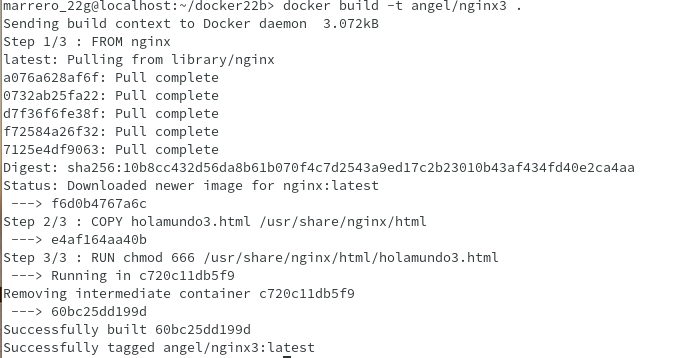 marrero_22g@localhost:~/docker22b> docker build -t angel/nginx3 .
Sending build context to Docker daemon  3.072kB
Step 1/3 : FROM nginx
latest: Pulling from library/nginx
a076a628af6f: Pull complete
0732ab25fa22: Pull complete
d7f36f6fe38f: Pull complete
f72584a26f32: Pull complete
7125e4df9063: Pull complete
Digest: sha256:10b8cc432d56da8b61b070f4c7d2543a9ed17c2b23010b43af434fd40e2ca4aa
Status: Downloaded newer image for nginx:latest
 ---> f6d0b4767a6c
Step 2/3 : COPY holamundo3.html /usr/share/nginx/html
 ---> e4af164aa40b
Step 3/3 : RUN chmod 666 /usr/share/nginx/html/holamundo3.html
 ---> Running in c720c11db5f9
Removing intermediate container c720c11db5f9
 ---> 60bc25dd199d
Successfully built 60bc25dd199d
Successfully tagged angel/nginx3:latest